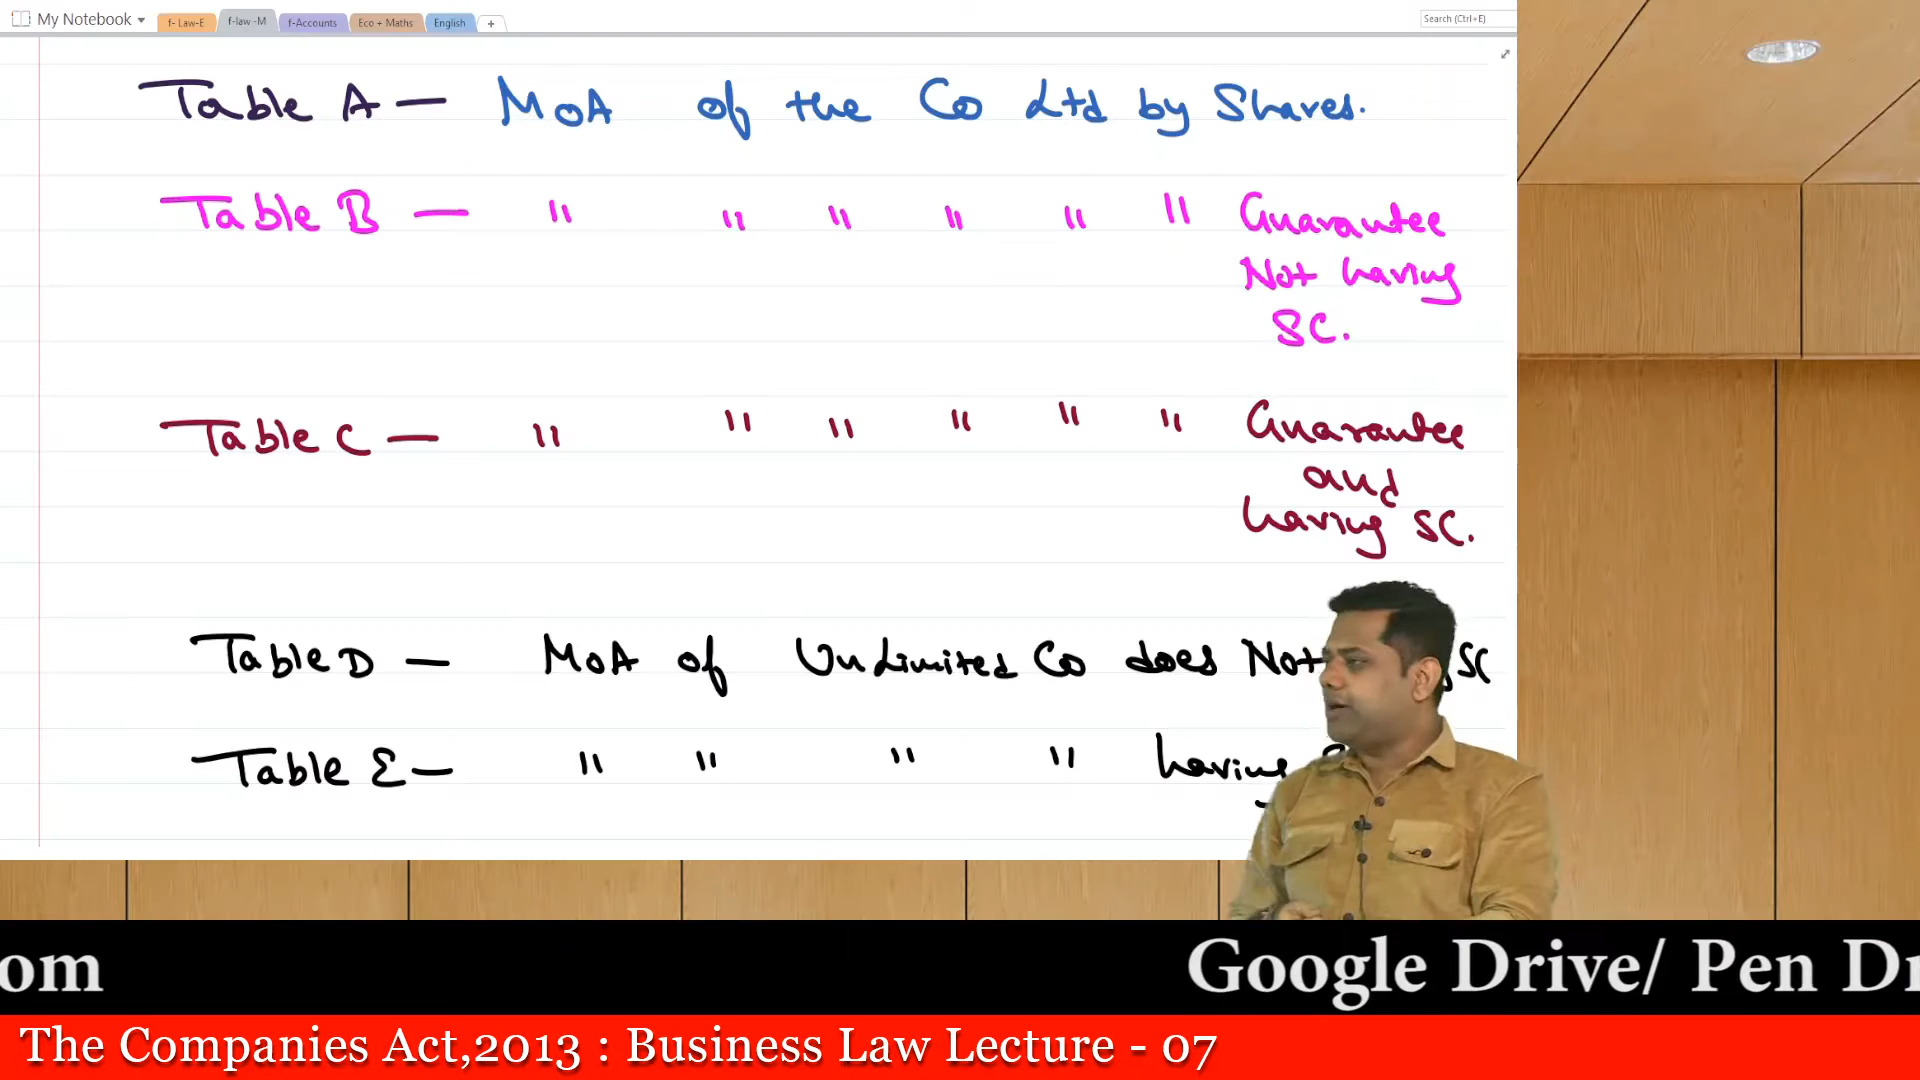 My Notebook
f- Law-E
f-law -M
f-Accounts
Eco + Maths
English
+
Search (Ctrl+E)
Table A — MOA of the Co Ltd by Shares.
Table B — " " " " " " Guarantee
Not having
SC.
Table C — " " " " " " Guarantee
and
having SC.
Table D — MOA of UnLimited Co does Not SC
Table E — " " " " having
om
Google Drive/ Pen Dr
The Companies Act,2013 : Business Law Lecture - 07